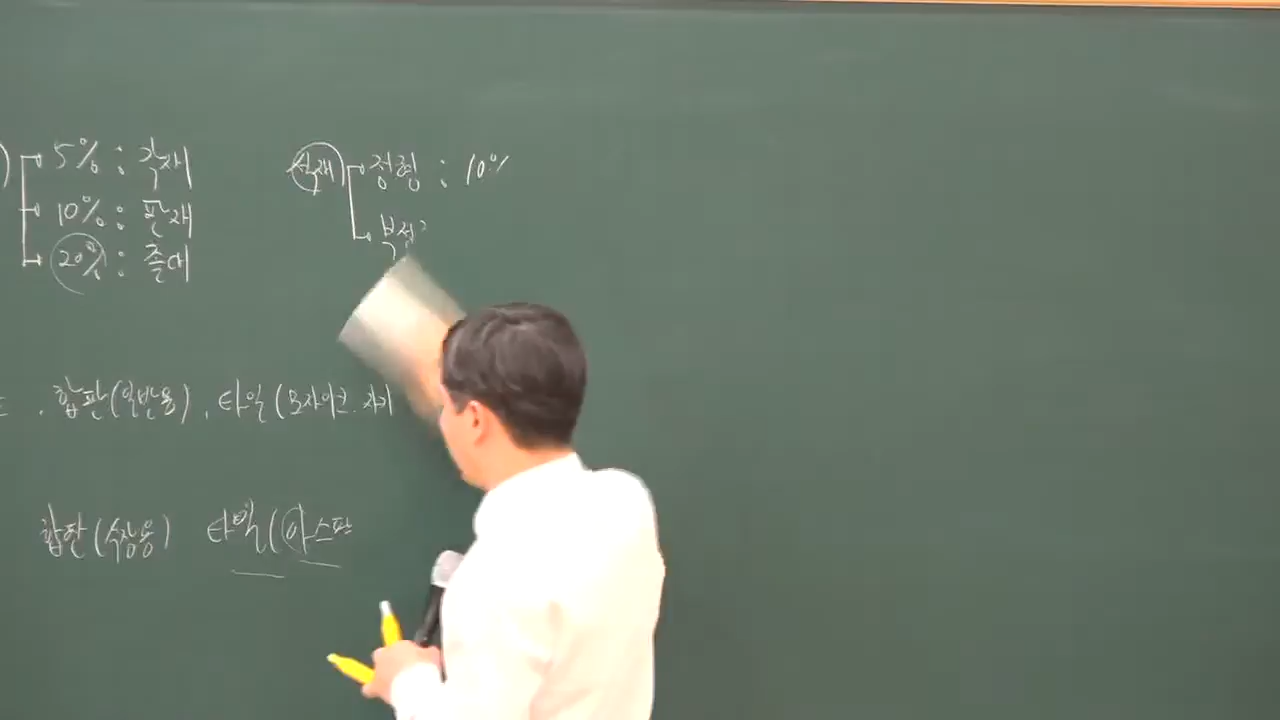 5% : 각재
10% : 판재
20% : 졸대
석재 정형 : 10%
부정
. 합판(일반용) . 타일(모자이크. 자기
합판(수장용) 타일(아스팔